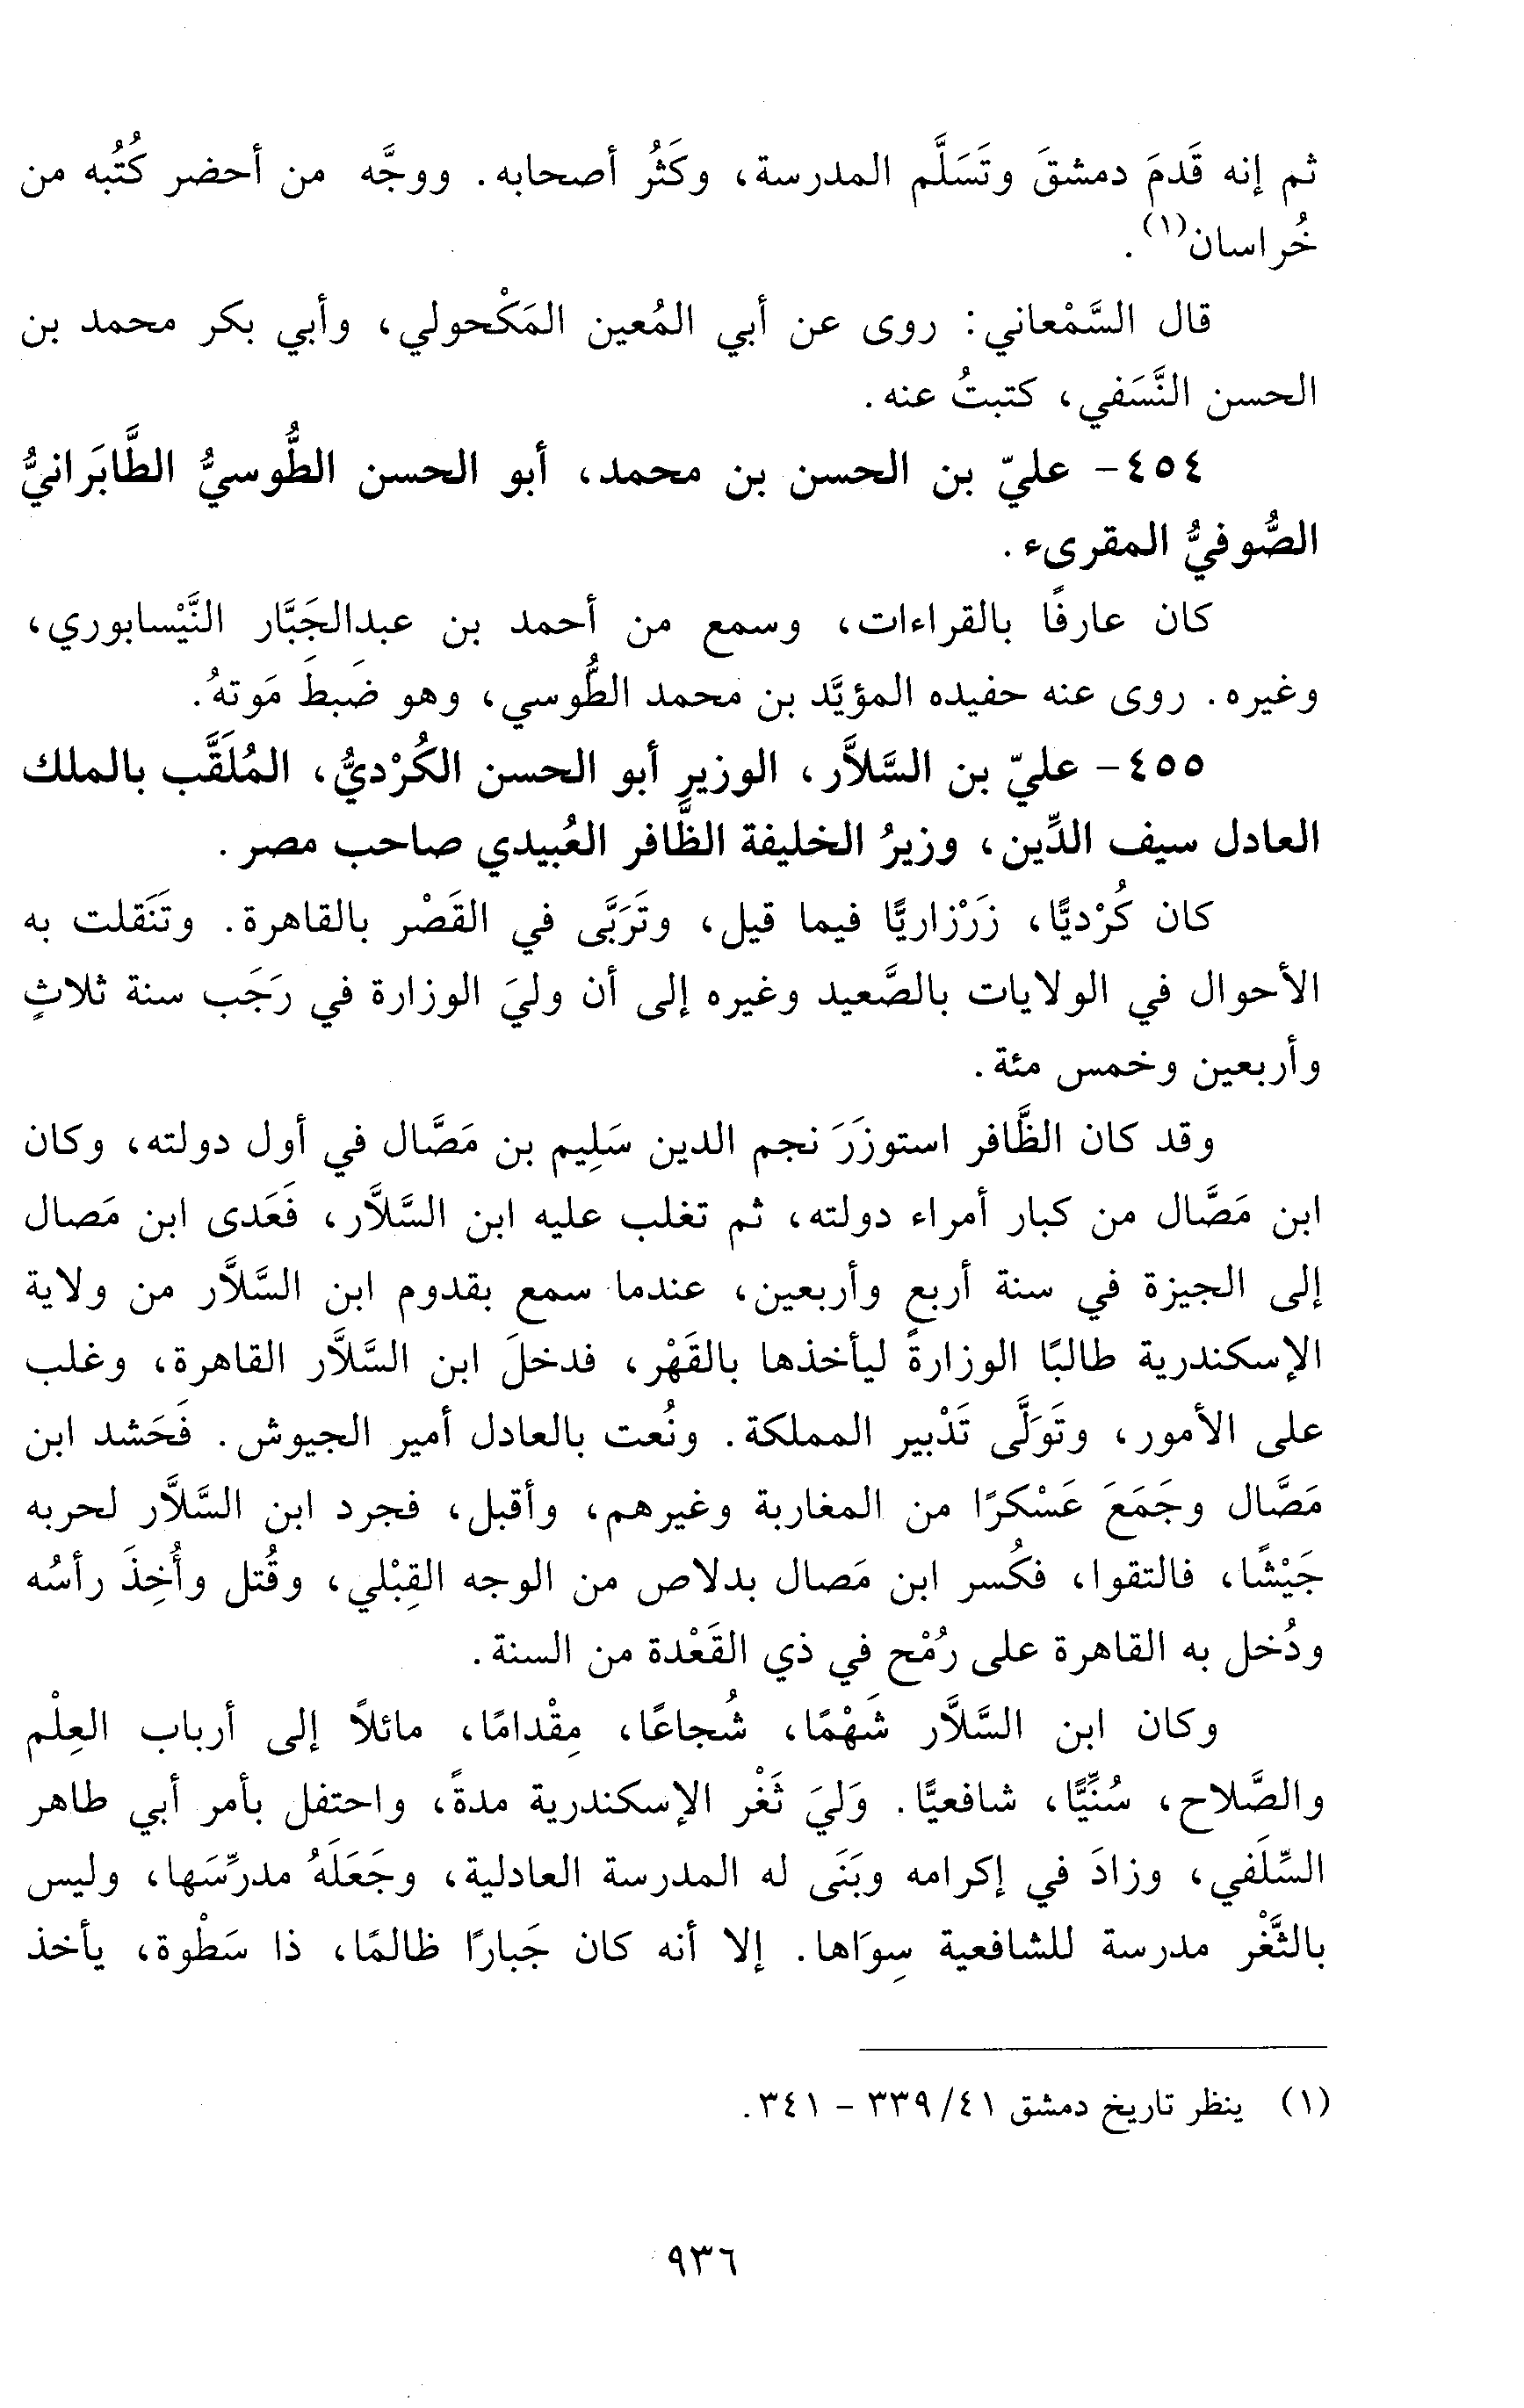 ثم إنه قَدمَ دمشقَ وتَسَلَّم المدرسة، وكَثُر أصحابه. ووجَّه من أحضر كُتُبه من
خُراسان(١).
قال السَّمْعاني: روى عن أبي المُعين المَكْحولي، وأبي بكر محمد بن
الحسن النَّسَفي، كتبتُ عنه.
٤٥٤- عليّ بن الحسن بن محمد، أبو الحسن الطُّوسيُّ الطَّابَرانيُّ
الصُّوفيُّ المقرىء.
كان عارفًا بالقراءات، وسمع من أحمد بن عبدالجَبَّار النَّيْسابوري،
وغيره. روى عنه حفيده المؤيَّد بن محمد الطُّوسي، وهو ضَبطَ مَوتهُ.
٤٥٥- عليّ بن السَّلاَّر، الوزير أبو الحسن الكُرْديُّ، المُلَقَّب بالملك
العادل سيف الدِّين، وزيرُ الخليفة الظَّافر العُبيدي صاحب مصر.
كان كُرْديًّا، زَرْزاريًّا فيما قيل، وتَرَبَّى في القَصْر بالقاهرة. وتَنَقلت به
الأحوال في الولايات بالصَّعيد وغيره إلى أن وليَ الوزارة في رَجَب سنة ثلاثٍ
وأربعين وخمس مئة.
وقد كان الظَّافر استوزَرَ نجم الدين سَلِيم بن مَصَّال في أول دولته، وكان
ابن مَصَّال من كبار أمراء دولته، ثم تغلب عليه ابن السَّلاَّر، فَعَدى ابن مَصال
إلى الجيزة في سنة أربع وأربعين، عندما سمع بقدوم ابن السَّلاَّر من ولاية
الإسكندرية طالبًا الوزارةً ليأخذها بالقَهْر، فدخلَ ابن السَّلاَّر القاهرة، وغلب
على الأمور، وتَوَلَّى تَدْبير المملكة. ونُعت بالعادل أمير الجيوش. فَحَشد ابن
مَصَّال وجَمَعَ عَسْكرًا من المغاربة وغيرهم، وأقبل، فجرد ابن السَّلاَّر لحربه
جَيْشًا، فالتقوا، فكُسر ابن مَصال بدلاص من الوجه القِبْلي، وقُتل وأُخِذَ رأسُه
ودُخل به القاهرة على رُمْح في ذي القَعْدة من السنة.
وكان ابن السَّلاَّر شَهْمًا، شُجاعًا، مِقْدامًا، مائلاً إلى أرباب العِلْم
والصَّلاح، سُنِّيًّا، شافعيًّا. وَليَ ثَغْر الإسكندرية مدةً، واحتفل بأمر أبي طاهر
السِّلَفي، وزادَ في إكرامه وبَنَى له المدرسة العادلية، وجَعَلَهُ مدرِّسَها، وليس
بالثَّغْر مدرسة للشافعية سِوَاها. إلا أنه كان جَبارًا ظالمًا، ذا سَطْوة، يأخذ
(١) ينظر تاريخ دمشق ٤١/ ٣٣٩ - ٣٤١.
٩٣٦